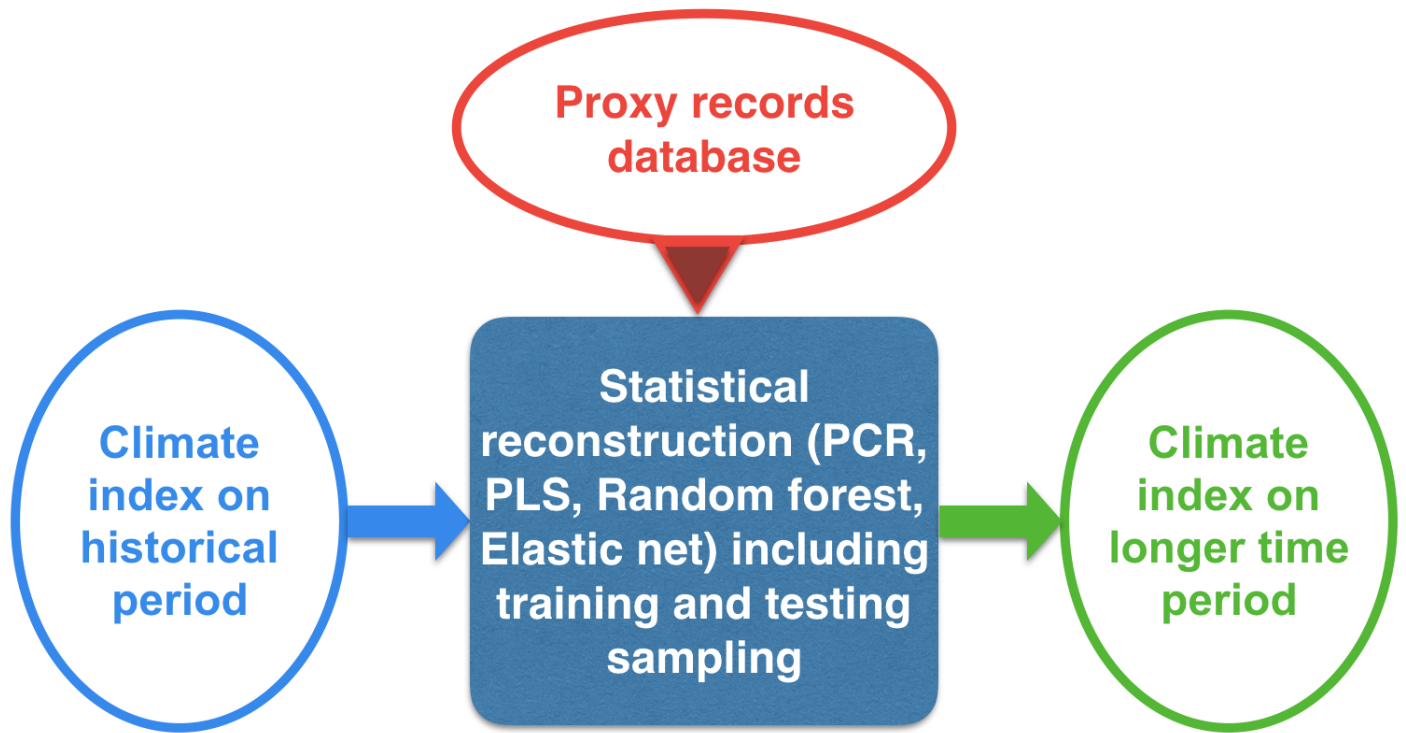 Proxy records
database
Climate
index on
historical
period
Statistical
reconstruction (PCR,
PLS, Random forest,
Elastic net) including
training and testing
sampling
Climate
index on
longer time
period